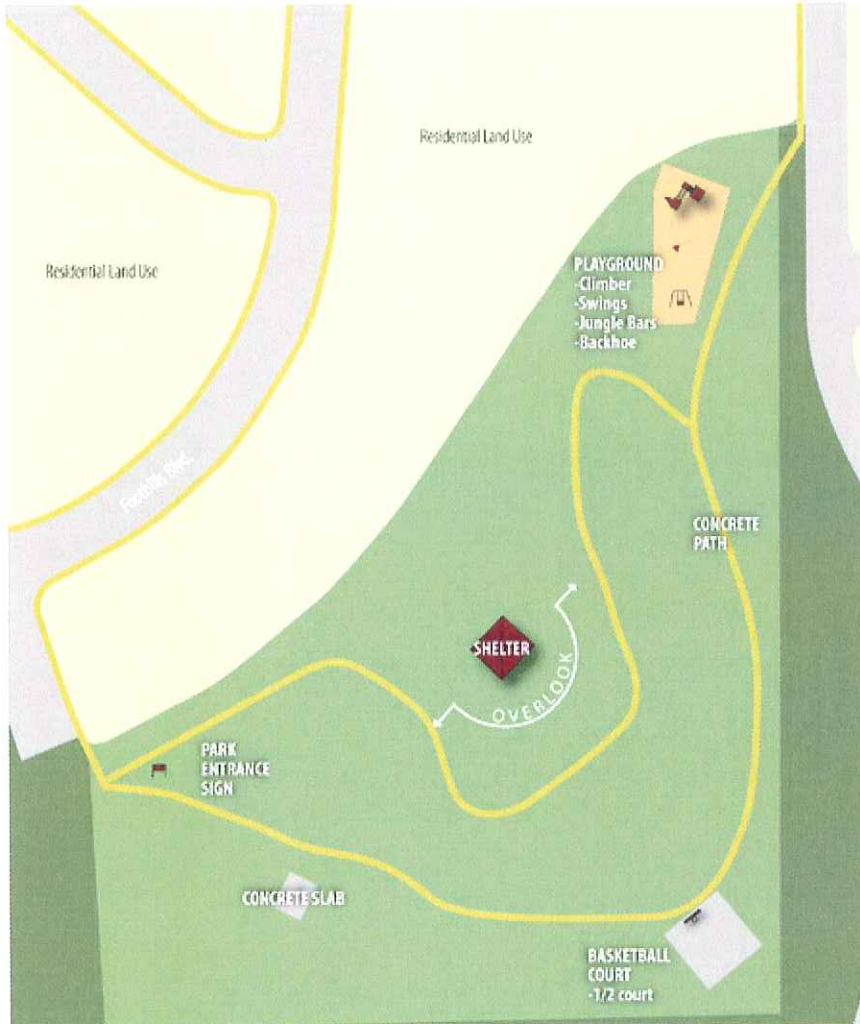 Residential Land Use
Residential Land Use
PLAYGROUND
-Climber
-Swings
-Jungle Bars
-Backhoe
Foothills Blvd.
CONCRETE
PATH
SHELTER
OVERLOOK
PARK
ENTRANCE
SIGN
CONCRETE SLAB
BASKETBALL
COURT
-1/2 court